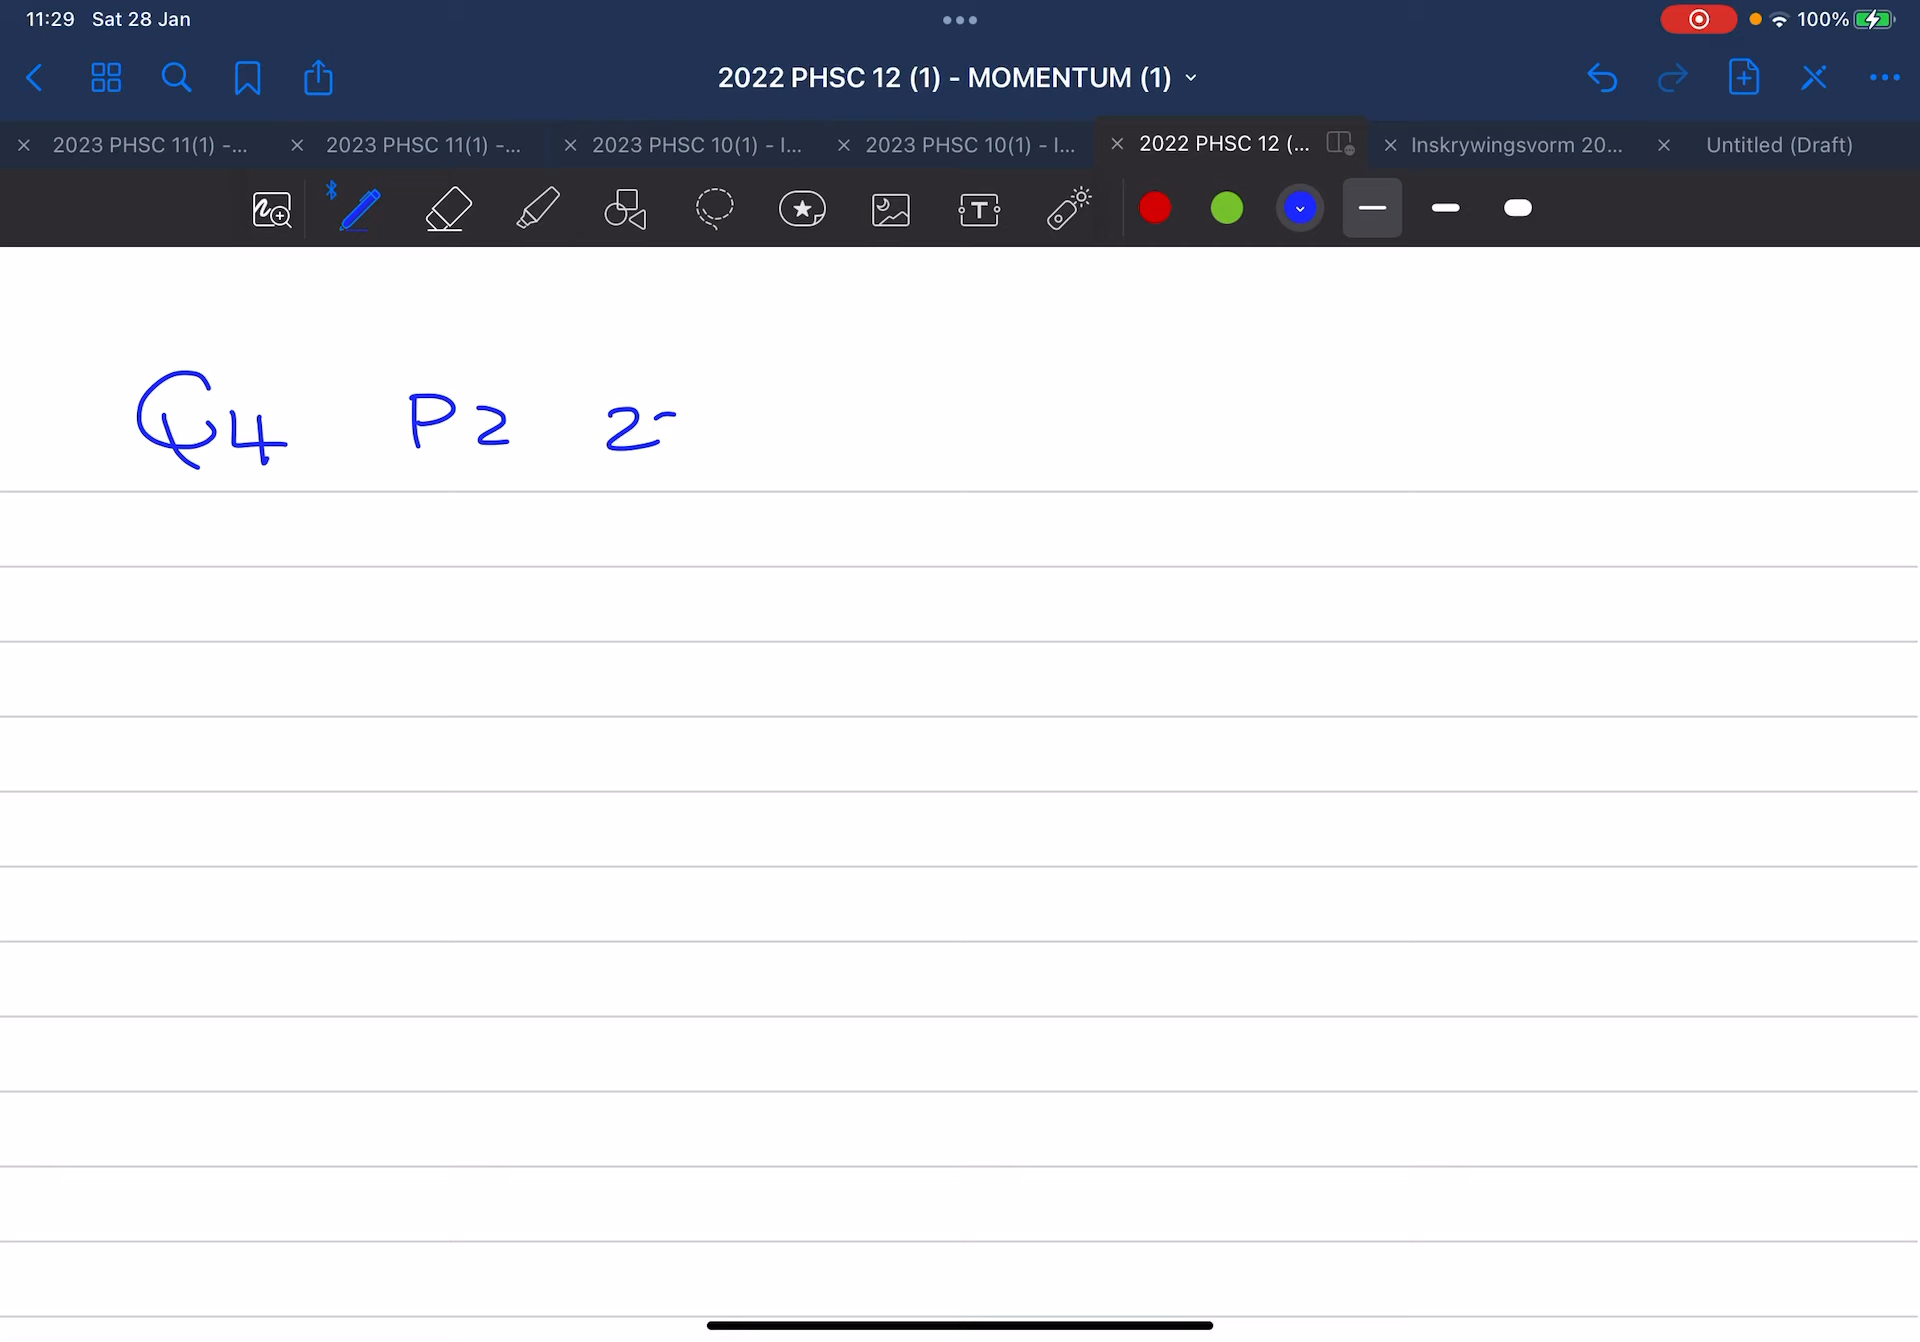 11:29 Sat 28 Jan 100%
2022 PHSC 12 (1) - MOMENTUM (1)
2023 PHSC 11(1) -... 2023 PHSC 11(1) -... 2023 PHSC 10(1) - I... 2023 PHSC 10(1) - I... 2022 PHSC 12 (... Inskrywingsvorm 20... Untitled (Draft)
T
Q4 P2 2